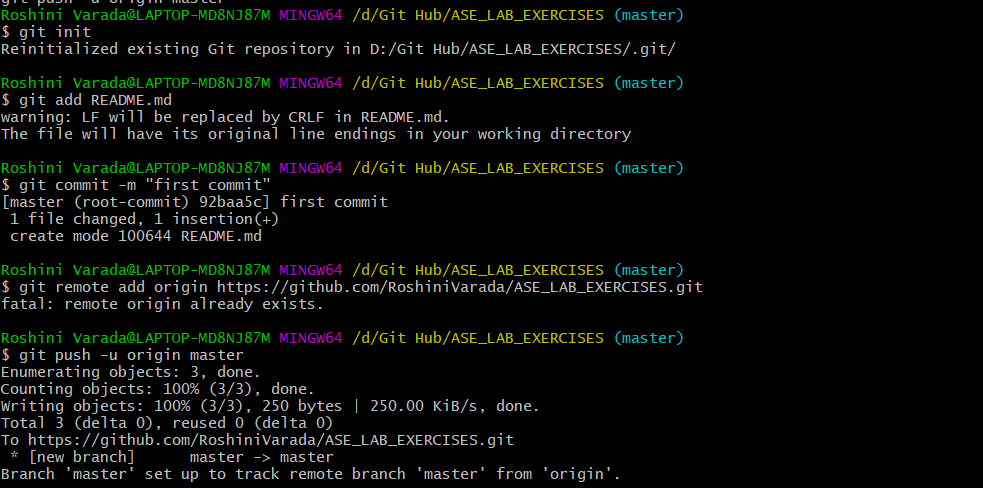 git push -u origin master
Roshini Varada@LAPTOP-MD8NJ87M MINGW64 /d/Git Hub/ASE_LAB_EXERCISES (master)
$ git init
Reinitialized existing Git repository in D:/Git Hub/ASE_LAB_EXERCISES/.git/
Roshini Varada@LAPTOP-MD8NJ87M MINGW64 /d/Git Hub/ASE_LAB_EXERCISES (master)
$ git add README.md
warning: LF will be replaced by CRLF in README.md.
The file will have its original line endings in your working directory
Roshini Varada@LAPTOP-MD8NJ87M MINGW64 /d/Git Hub/ASE_LAB_EXERCISES (master)
$ git commit -m "first commit"
[master (root-commit) 92baa5c] first commit
 1 file changed, 1 insertion(+)
 create mode 100644 README.md
Roshini Varada@LAPTOP-MD8NJ87M MINGW64 /d/Git Hub/ASE_LAB_EXERCISES (master)
$ git remote add origin https://github.com/RoshiniVarada/ASE_LAB_EXERCISES.git
fatal: remote origin already exists.
Roshini Varada@LAPTOP-MD8NJ87M MINGW64 /d/Git Hub/ASE_LAB_EXERCISES (master)
$ git push -u origin master
Enumerating objects: 3, done.
Counting objects: 100% (3/3), done.
Writing objects: 100% (3/3), 250 bytes | 250.00 KiB/s, done.
Total 3 (delta 0), reused 0 (delta 0)
To https://github.com/RoshiniVarada/ASE_LAB_EXERCISES.git
 * [new branch]      master -> master
Branch 'master' set up to track remote branch 'master' from 'origin'.